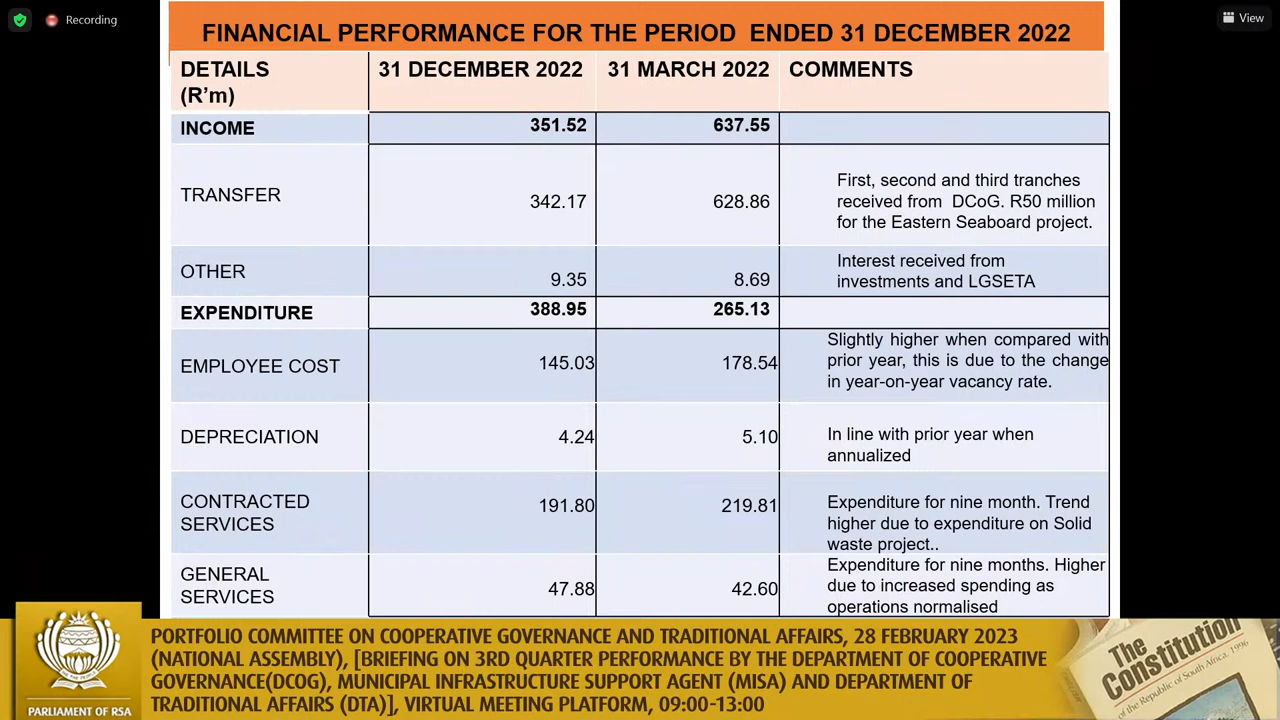 Recording
View
FINANCIAL PERFORMANCE FOR THE PERIOD ENDED 31 DECEMBER 2022
DETAILS (R'm) 31 DECEMBER 2022 31 MARCH 2022 COMMENTS
INCOME 351.52 637.55
TRANSFER 342.17 628.86
First, second and third tranches
received from DCoG. R50 million
for the Eastern Seaboard project.
OTHER 9.35 8.69
Interest received from
investments and LGSETA
EXPENDITURE 388.95 265.13
EMPLOYEE COST 145.03 178.54
Slightly higher when compared with
prior year, this is due to the change
in year-on-year vacancy rate.
DEPRECIATION 4.24 5.10
In line with prior year when
annualized
CONTRACTED
SERVICES 191.80 219.81
Expenditure for nine month. Trend
higher due to expenditure on Solid
waste project..
GENERAL
SERVICES 47.88 42.60
Expenditure for nine months. Higher
due to increased spending as
operations normalised
PORTFOLIO COMMITTEE ON COOPERATIVE GOVERNANCE AND TRADITIONAL AFFAIRS, 28 FEBRUARY 2023
(NATIONAL ASSEMBLY), [BRIEFING ON 3RD QUARTER PERFORMANCE BY THE DEPARTMENT OF COOPERATIVE
GOVERNANCE(DCOG), MUNICIPAL INFRASTRUCTURE SUPPORT AGENT (MISA) AND DEPARTMENT OF
TRADITIONAL AFFAIRS (DTA)], VIRTUAL MEETING PLATFORM, 09:00-13:00
PARLIAMENT OF RSA
The
Constitution
of the Republic of South Africa, 1996